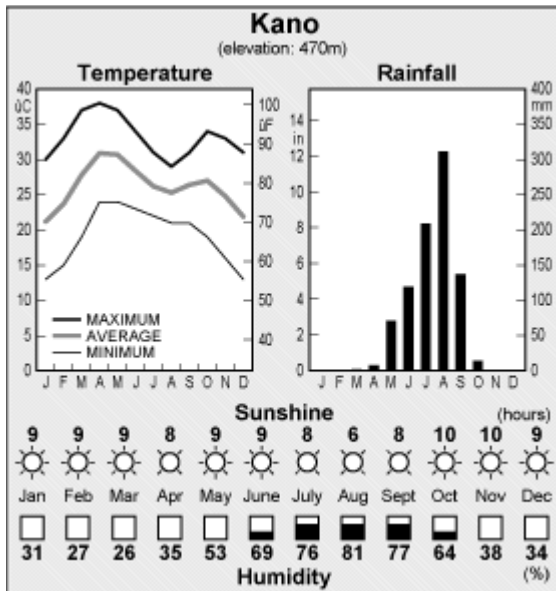 Kano
(elevation: 470m)
Temperature
Rainfall
40
ûC
35
30
25
20
15
10
5
0
100
ûF
90
80
70
60
50
40
MAXIMUM
AVERAGE
MINIMUM
J F M A M J J A S O N D
14
in
12
10
8
6
4
2
0
400
mm
350
300
250
200
150
100
50
0
J F M A M J J A S O N D
Sunshine (hours)
9 9 9 8 9 9 8 6 8 10 10 9
Jan Feb Mar Apr May June July Aug Sept Oct Nov Dec
31 27 26 35 53 69 76 81 77 64 38 34
Humidity (%)